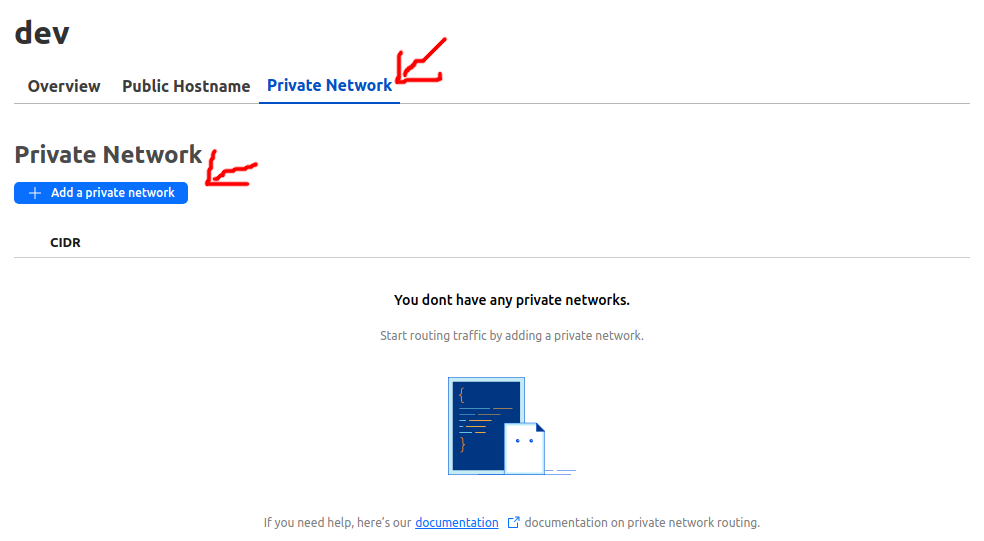 dev
Overview Public Hostname Private Network
Private Network
+ Add a private network
CIDR
You dont have any private networks.
Start routing traffic by adding a private network.
{
}
If you need help, here's our documentation documentation on private network routing.